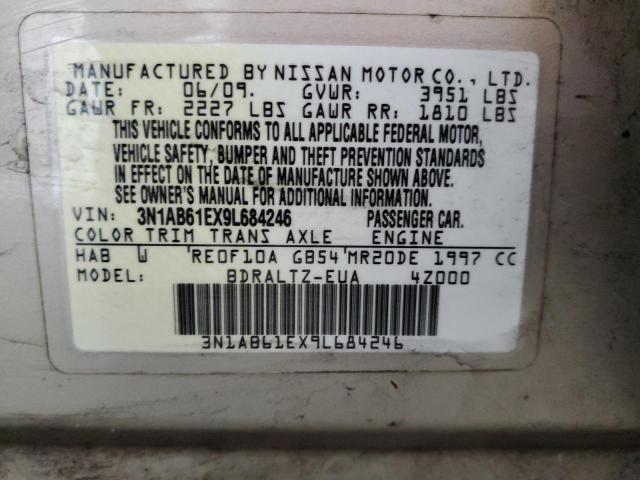 MANUFACTURED BY NISSAN MOTOR CO., LTD.
DATE: 06/09. GVWR: 3951 LBS
GAWR FR: 2227 LBS GAWR RR: 1810 LBS
THIS VEHICLE CONFORMS TO ALL APPLICABLE FEDERAL MOTOR,
VEHICLE SAFETY, BUMPER AND THEFT PREVENTION STANDARDS
IN EFFECT ON THE DATE OF MANUFACTURE SHOWN ABOVE.
SEE OWNER'S MANUAL FOR ADDITIONAL INFORMATION.
VIN: 3N1AB61EX9L684246 PASSENGER CAR.
COLOR TRIM TRANS AXLE ENGINE
HAB W RE0F10A GB54 MR20DE 1997 CC
MODEL: BDRALTZ-EUA 4Z000
3N1AB61EX9L684246